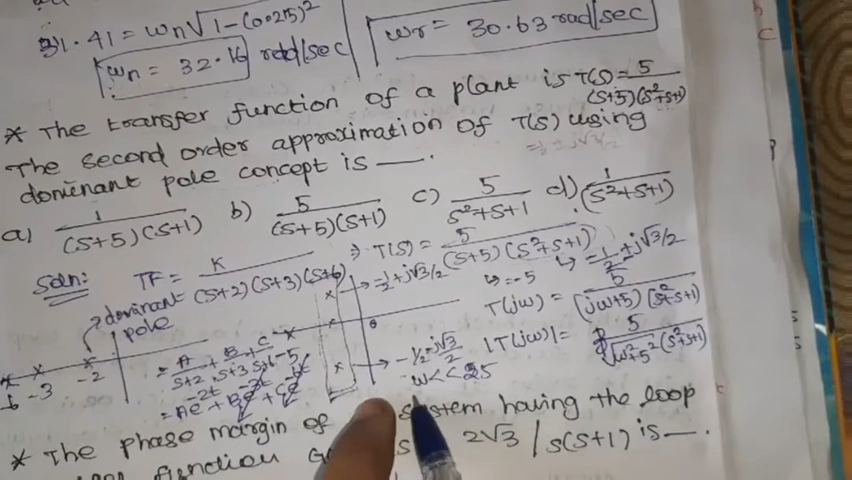 31.41 = ωn√1-(0.215)²
ωn = 32.16 rad/sec
ωr = 30.63 rad/sec
* The transfer function of a plant is T(s) = 5/(s+5)(s²+s+1)
The second order approximation of T(s) using
dominant pole concept is ___.
a) 1/(s+5)(s+1) b) 5/(s+5)(s+1) c) 5/s²+s+1 d) 1/(s²+s+1)
Soln: TF = K/(s+2)(s+3)(s+6)
⇒ T(s) = 5/(s+5)(s²+s+1)
↳ = -5 ↳ = -1/2 ± j√3/2
dominant pole
-6 -3 -2
= A/s+2 + B/s+3 + C/s+6
→ -1/2 + j√3/2
-5
0
→ -1/2 - j√3/2
T(jω) = 5/(jω+5)(s²+s+1)
|T(jω)| = 5/√ω²+5² (s²+s+1)
ω <<
* The phase margin of system having the loop
2√3 / s(s+1) is ___.